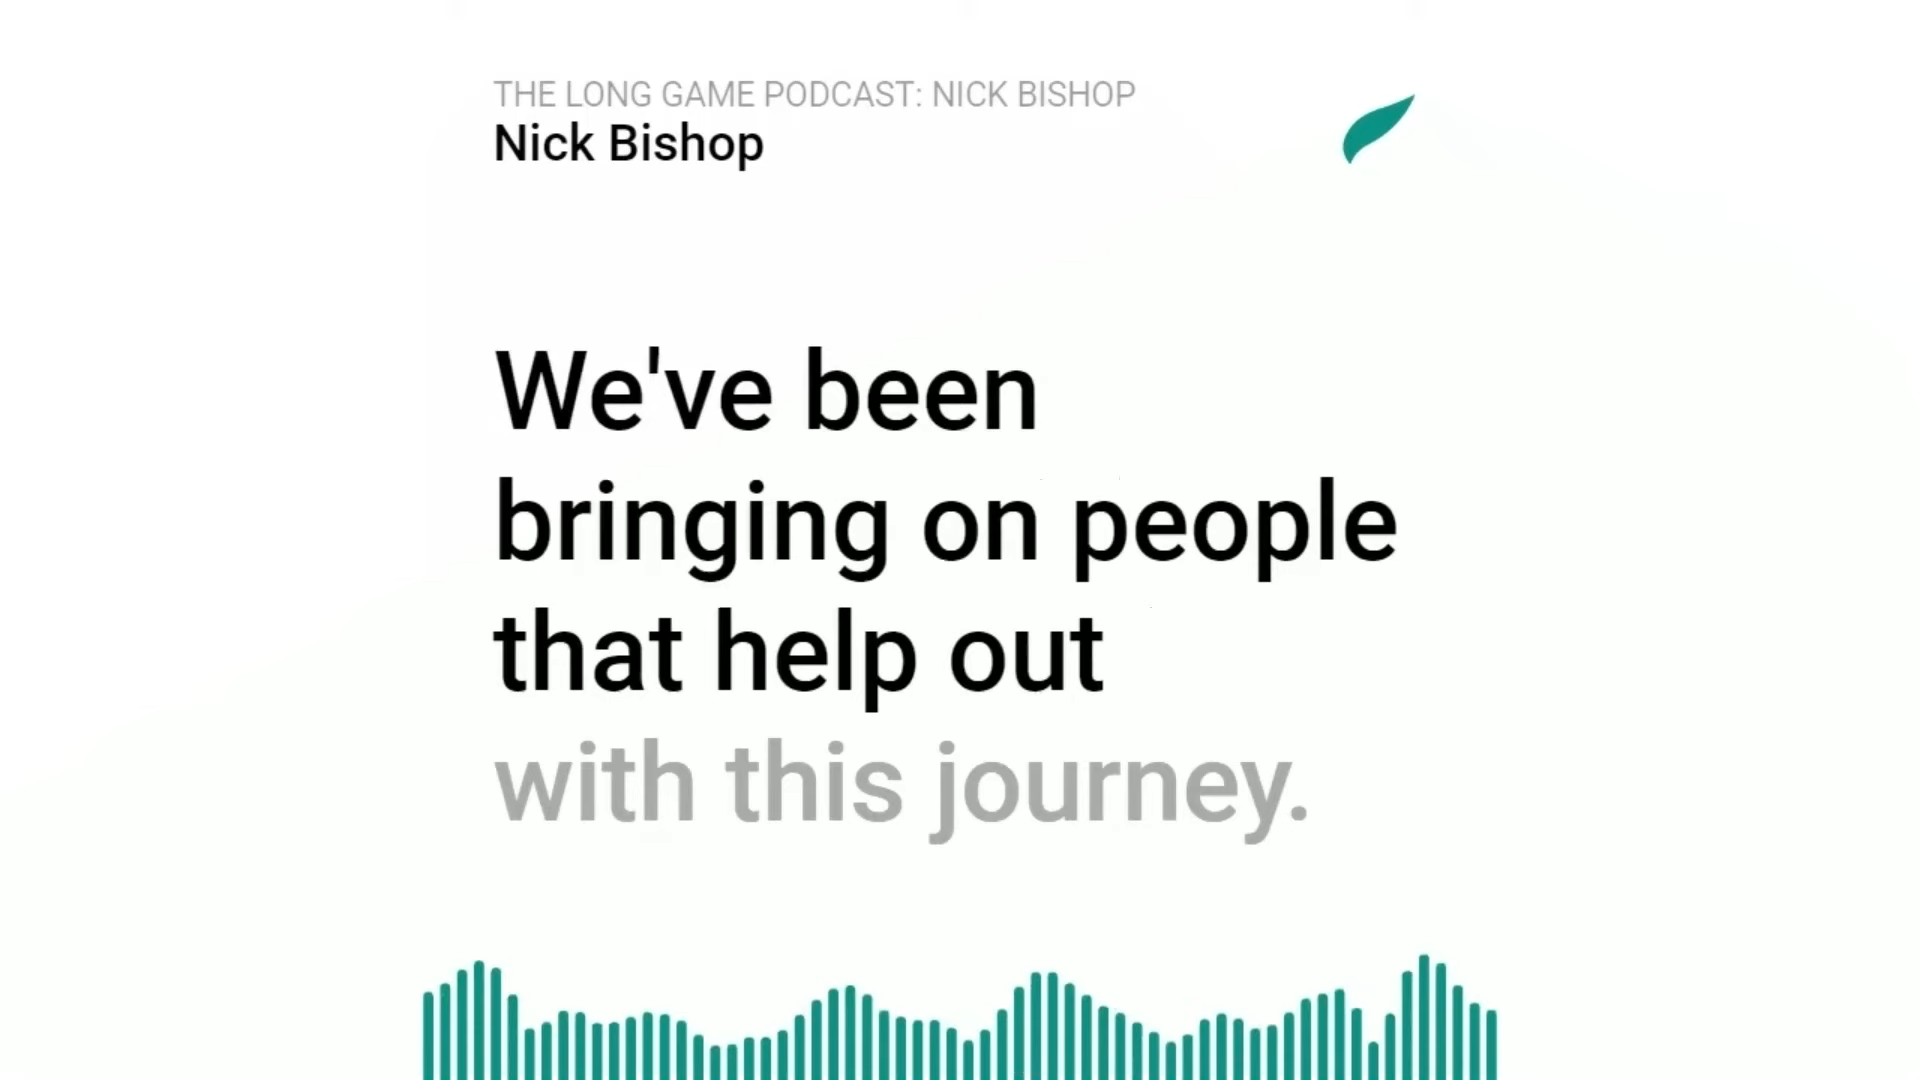 THE LONG GAME PODCAST: NICK BISHOP
Nick Bishop
We've been
bringing on people
that help out
with this journey.